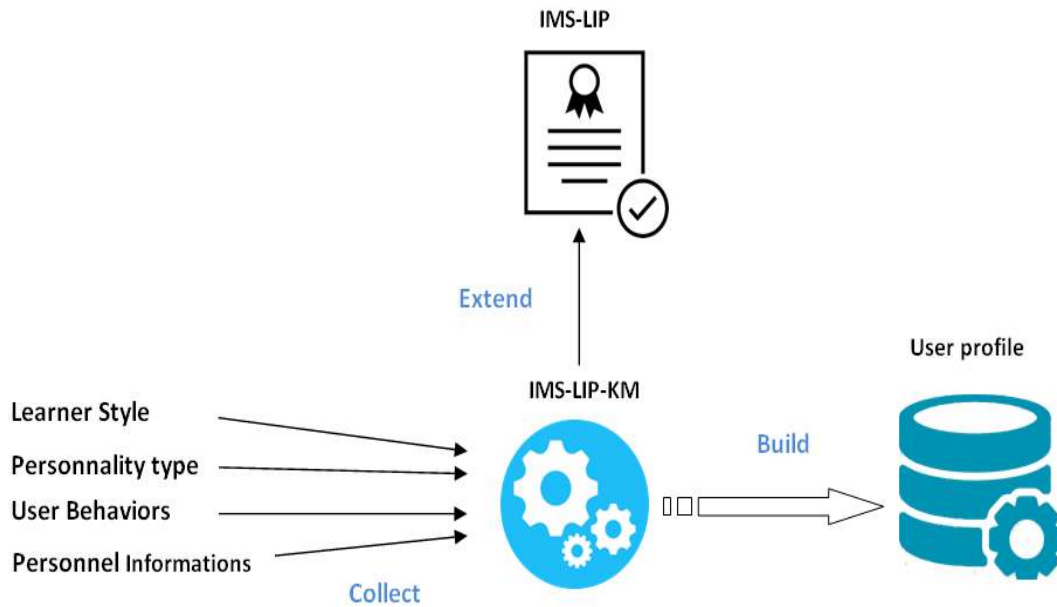 IMS-LIP
Extend
User profile
IMS-LIP-KM
Learner Style
Personnality type
User Behaviors
Personnel Informations
Collect
Build